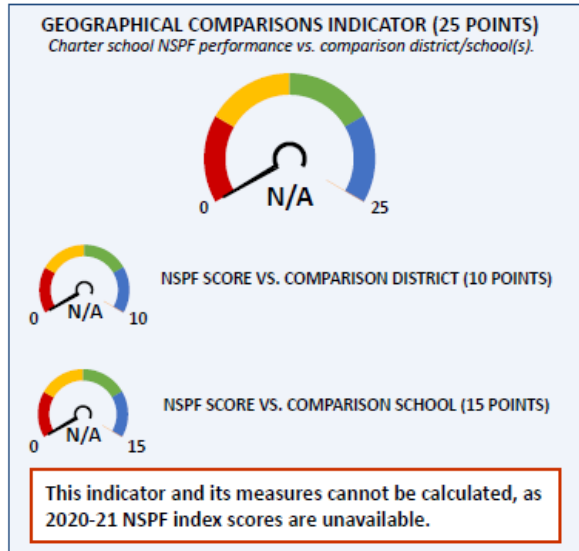 GEOGRAPHICAL COMPARISONS INDICATOR (25 POINTS)
Charter school NSPF performance vs. comparison district/school(s).
N/A
0
25
NSPF SCORE VS. COMPARISON DISTRICT (10 POINTS)
N/A
0
10
NSPF SCORE VS. COMPARISON SCHOOL (15 POINTS)
N/A
0
15
This indicator and its measures cannot be calculated, as
2020-21 NSPF index scores are unavailable.